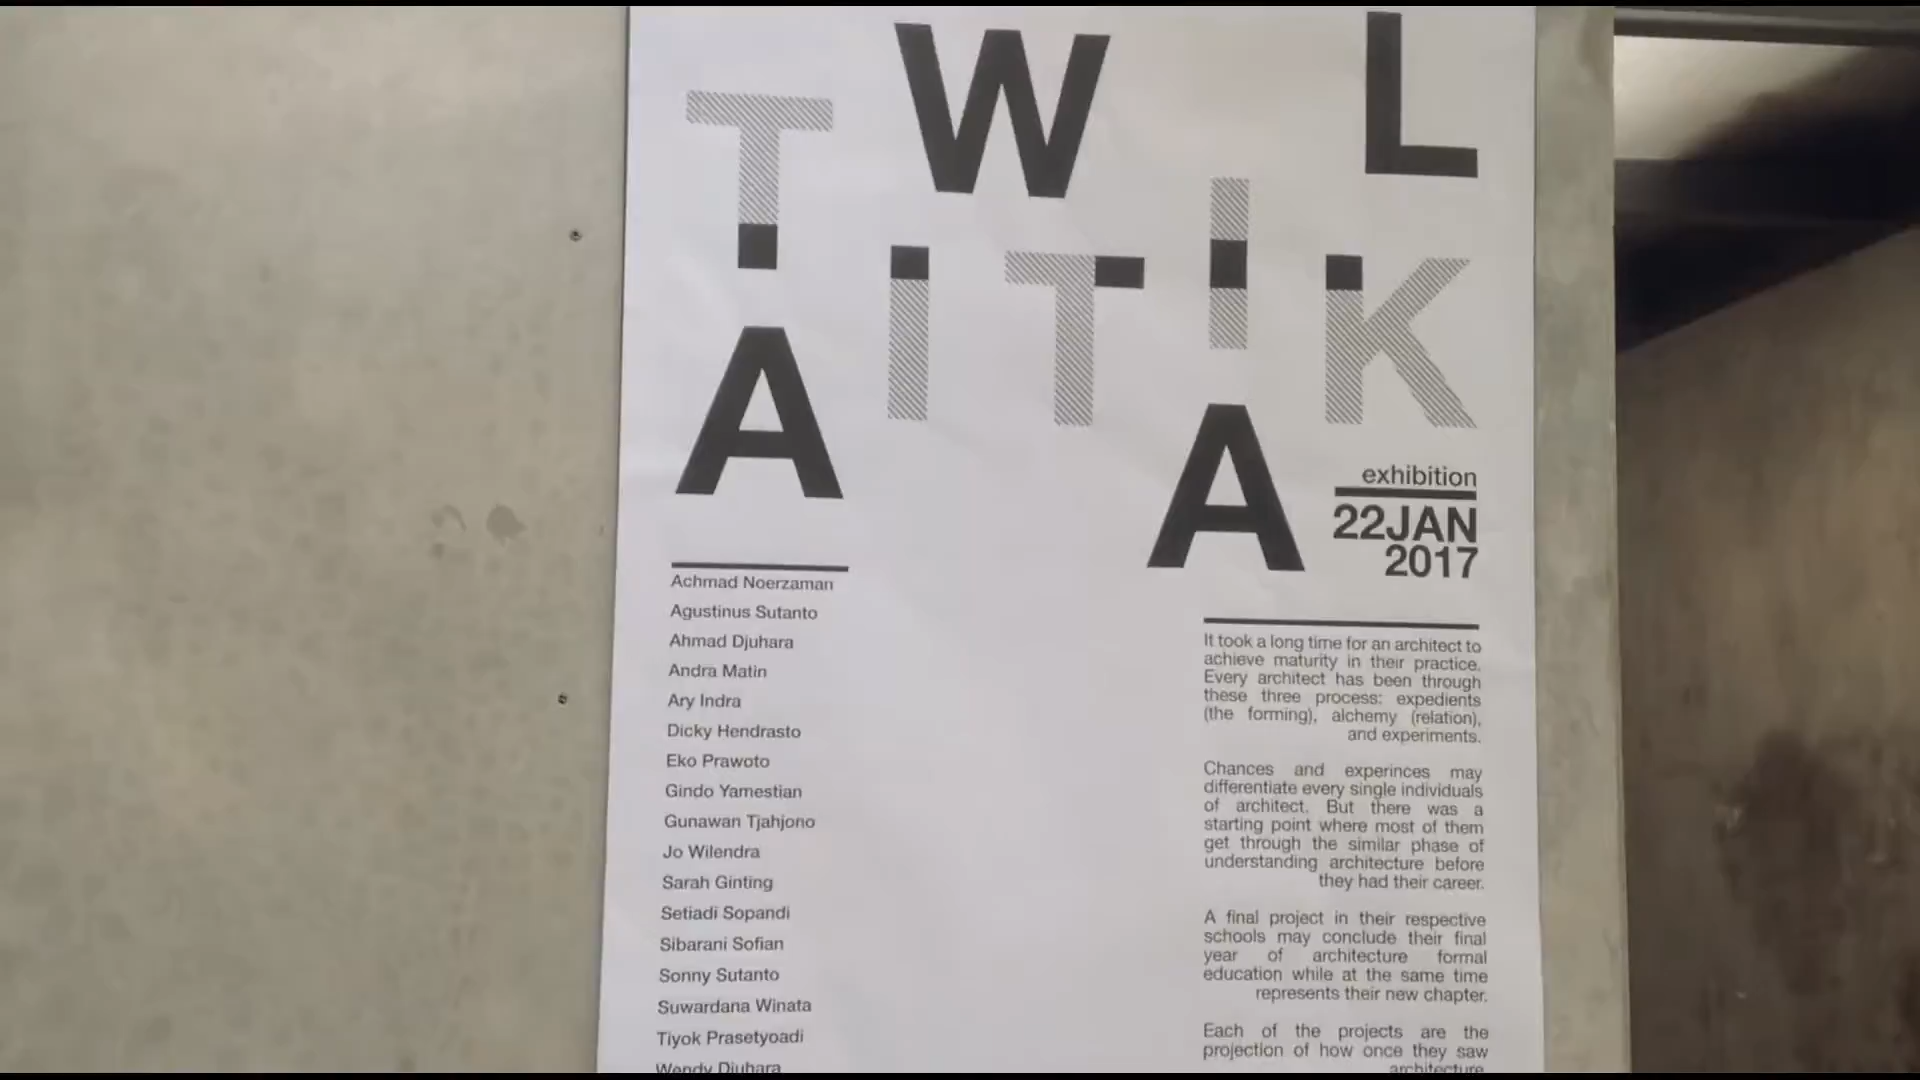 W L
T I
I T K
A A
exhibition
22JAN
2017
Achmad Noerzaman
Agustinus Sutanto
Ahmad Djuhara
Andra Matin
Ary Indra
Dicky Hendrasto
Eko Prawoto
Gindo Yamestian
Gunawan Tjahjono
Jo Wilendra
Sarah Ginting
Setiadi Sopandi
Sibarani Sofian
Sonny Sutanto
Suwardana Winata
Tiyok Prasetyoadi
Wendy Djuhara
It took a long time for an architect to
achieve maturity in their practice.
Every architect has been through
these three process: expedients
(the forming), alchemy (relation),
and experiments.
Chances and experinces may
differentiate every single individuals
of architect. But there was a
starting point where most of them
get through the similar phase of
understanding architecture before
they had their career.
A final project in their respective
schools may conclude their final
year of architecture formal
education while at the same time
represents their new chapter.
Each of the projects are the
projection of how once they saw
architecture